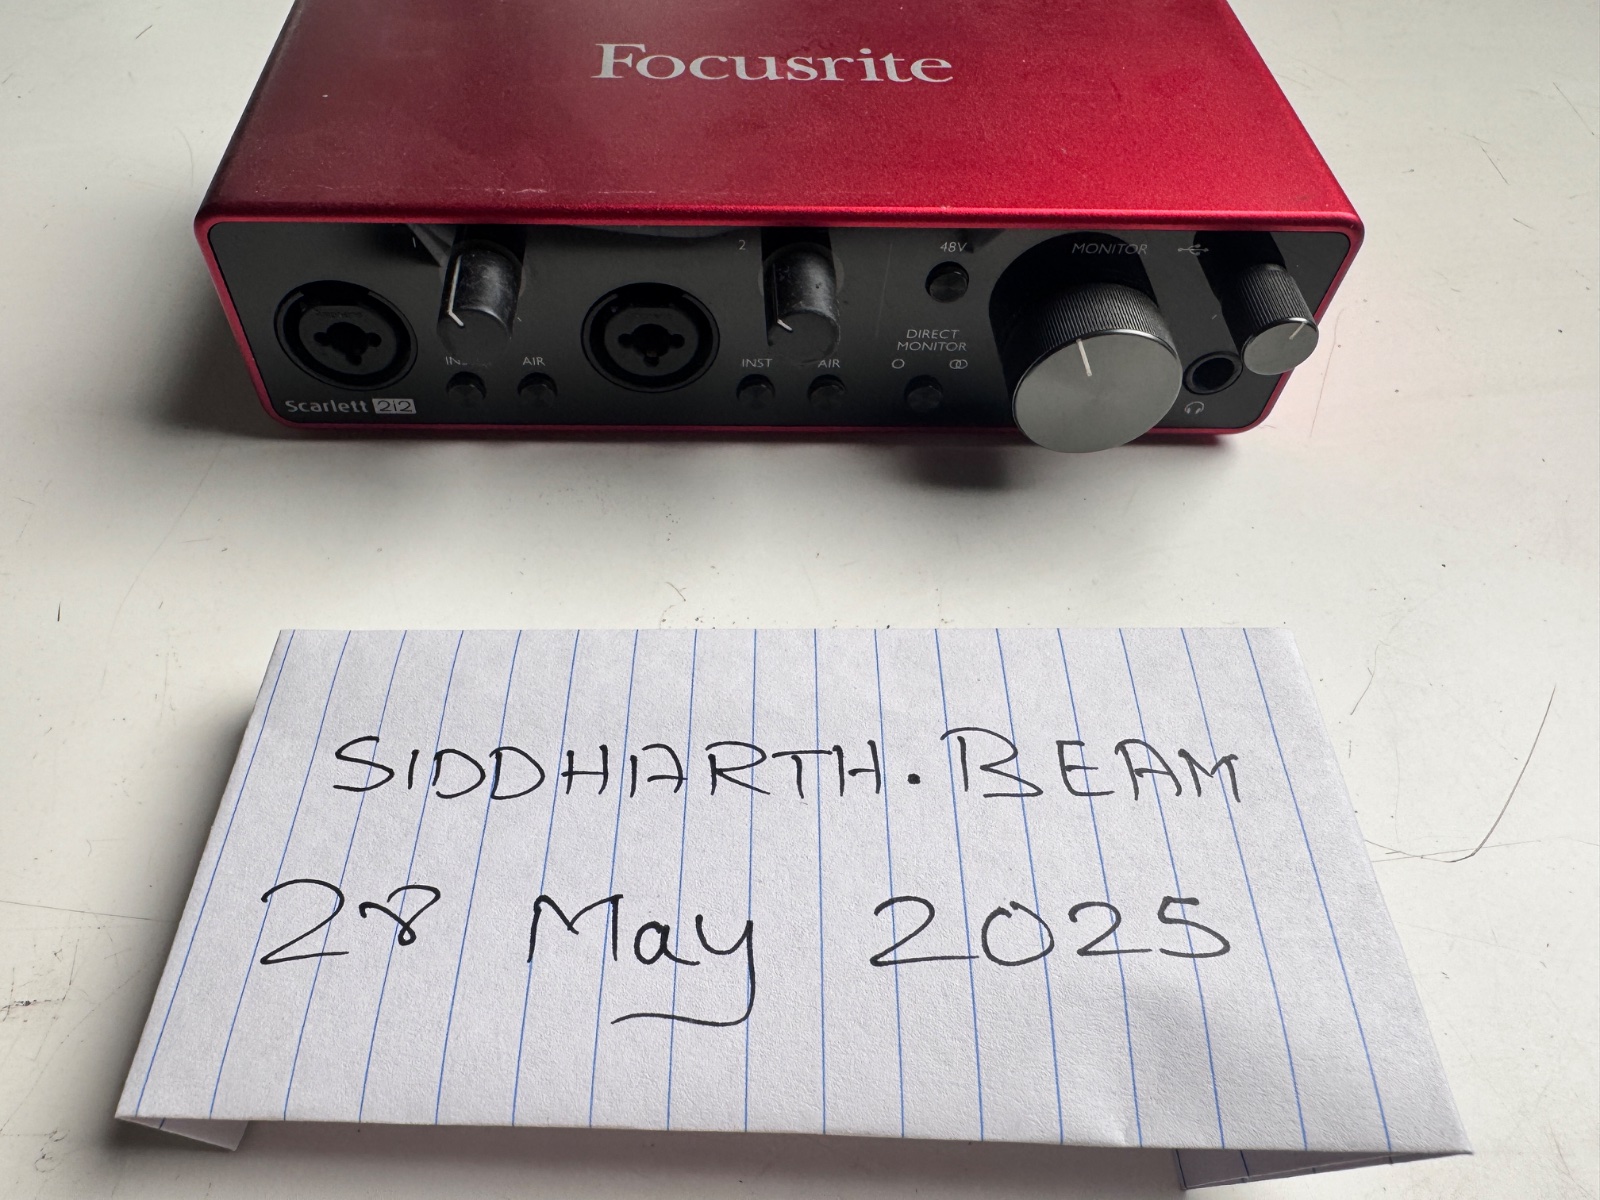 Focusrite
1 2 48V MONITOR
DIRECT
MONITOR
INST AIR INST AIR
Scarlett 2i2
SIDDHARTH.BEAM
28 May 2025